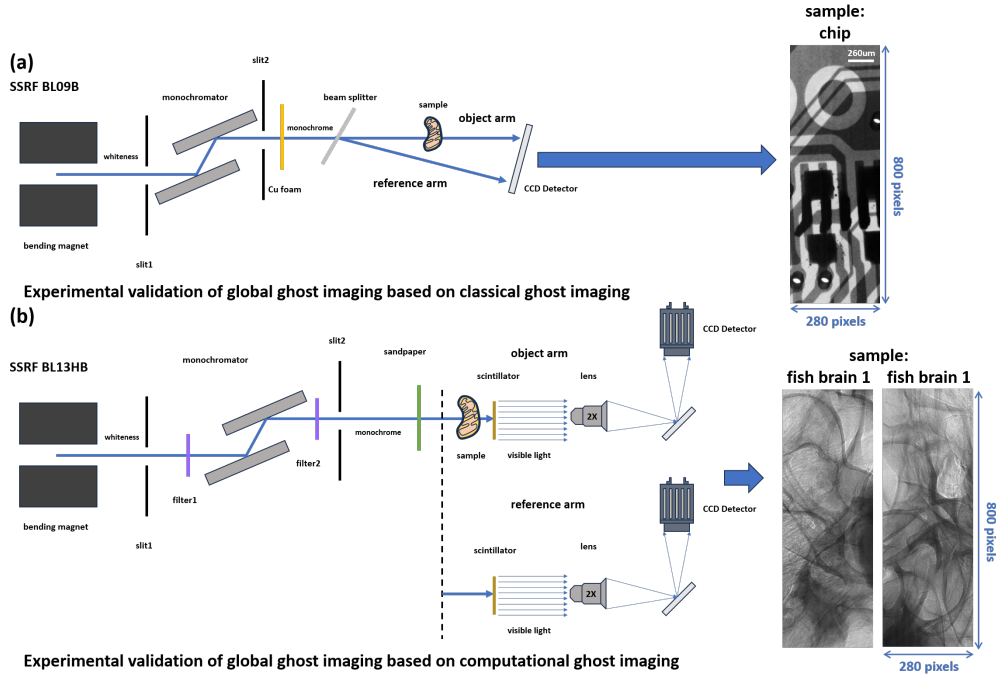 sample:
chip
(a)
SSRF BL09B
slit2
monochromator
beam splitter
sample
260um
object arm
monochrome
whiteness
reference arm
Cu foam
CCD Detector
800 pixels
bending magnet
slit1
280 pixels
Experimental validation of global ghost imaging based on classical ghost imaging
(b)
SSRF BL13HB
slit2
monochromator
sandpaper
object arm
CCD Detector
scintillator
lens
sample:
fish brain 1
fish brain 1
2X
whiteness
monochrome
sample
visible light
filter2
filter1
reference arm
CCD Detector
bending magnet
slit1
scintillator
lens
800 pixels
2X
visible light
280 pixels
Experimental validation of global ghost imaging based on computational ghost imaging